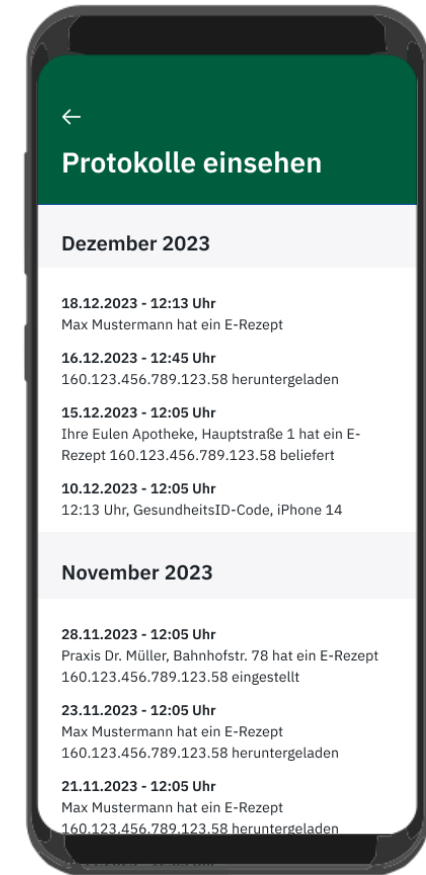 Protokolle einsehen
Dezember 2023
18.12.2023 - 12:13 Uhr
Max Mustermann hat ein E-Rezept
16.12.2023 - 12:45 Uhr
160.123.456.789.123.58 heruntergeladen
15.12.2023 - 12:05 Uhr
Ihre Eulen Apotheke, Hauptstraße 1 hat ein E-
Rezept 160.123.456.789.123.58 beliefert
10.12.2023 - 12:05 Uhr
12:13 Uhr, GesundheitsID-Code, iPhone 14
November 2023
28.11.2023 - 12:05 Uhr
Praxis Dr. Müller, Bahnhofstr. 78 hat ein E-Rezept
160.123.456.789.123.58 eingestellt
23.11.2023 - 12:05 Uhr
Max Mustermann hat ein E-Rezept
160.123.456.789.123.58 heruntergeladen
21.11.2023 - 12:05 Uhr
Max Mustermann hat ein E-Rezept
160.123.456.789.123.58 heruntergeladen